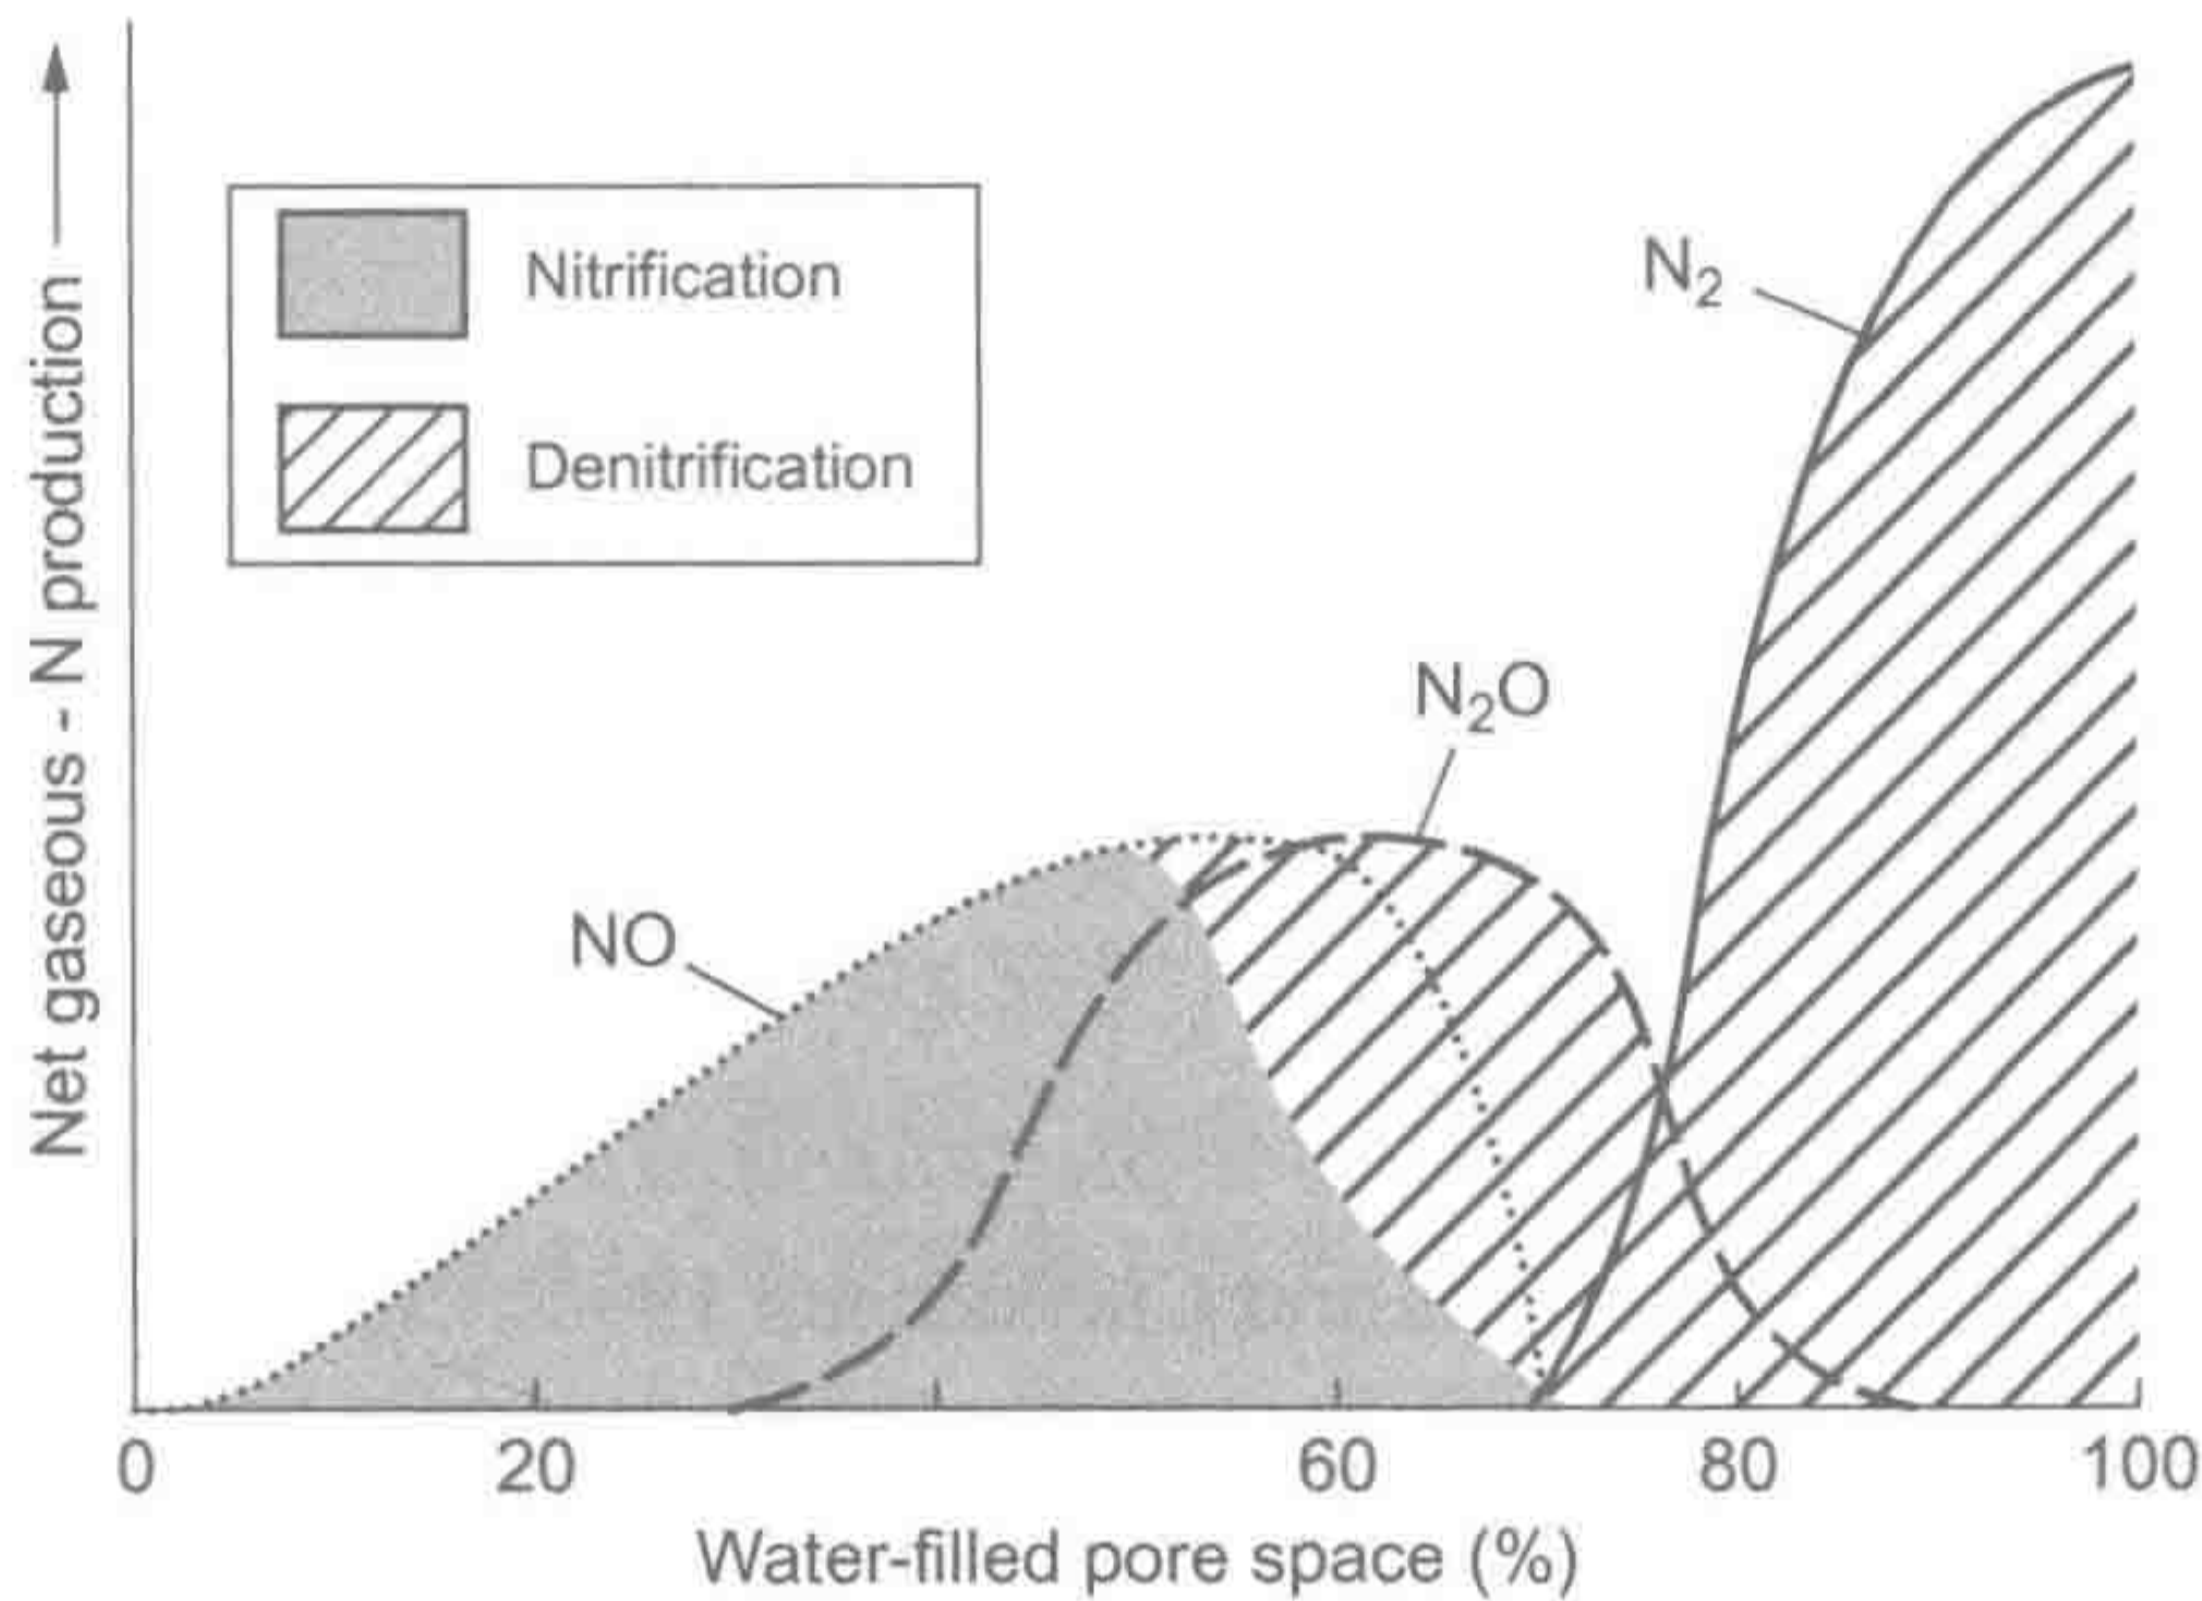 Net gaseous - N production
Nitrification
Denitrification
N₂
N₂O
NO
0 20 60 80 100
Water-filled pore space (%)